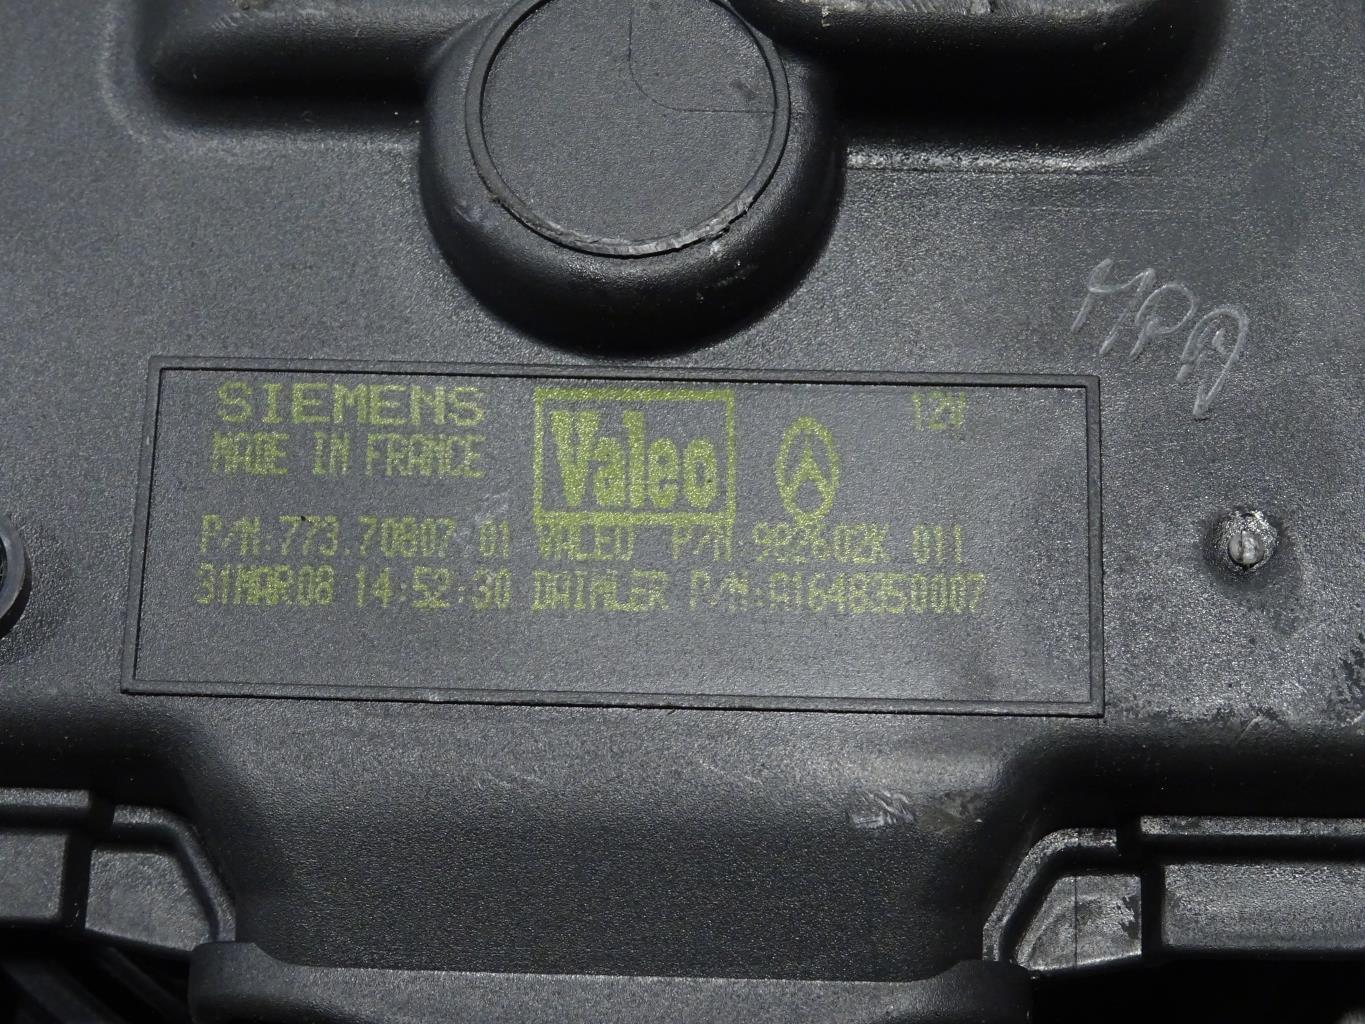 SIEMENS Valeo 12V
MADE IN FRANCE
P/N.773.70807.01 VALEO P/N:982602K 011
31MAR08 14:52:30 DAIMLER P/N:A1648350007